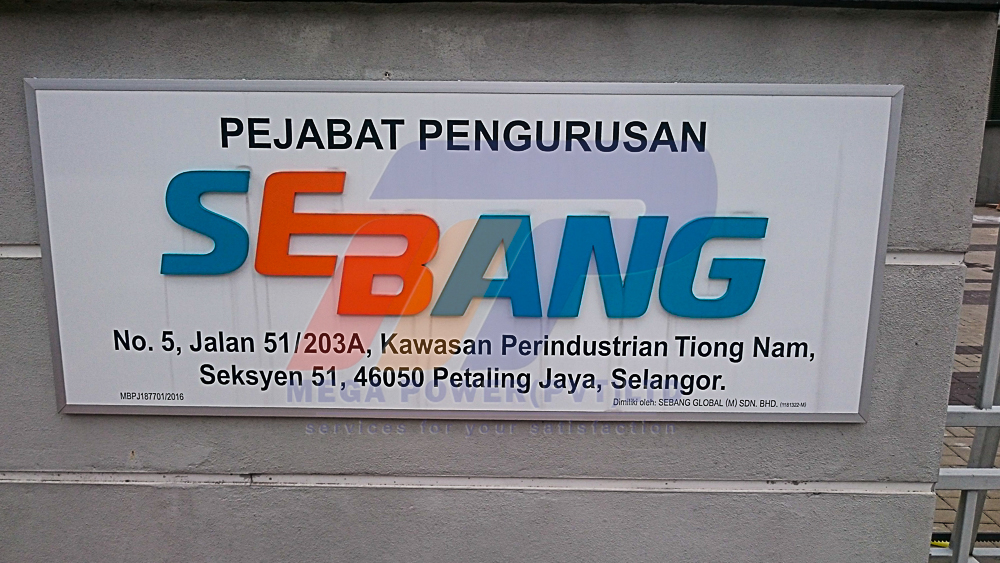 PEJABAT PENGURUSAN
SEBANG
No. 5, Jalan 51/203A, Kawasan Perindustrian Tiong Nam,
Seksyen 51, 46050 Petaling Jaya, Selangor.
MBPJ187701/2016
Dimiliki oleh: SEBANG GLOBAL (M) SDN. BHD. (1181322-M)
MEGA POWER(PVT)
services for your satisfaction